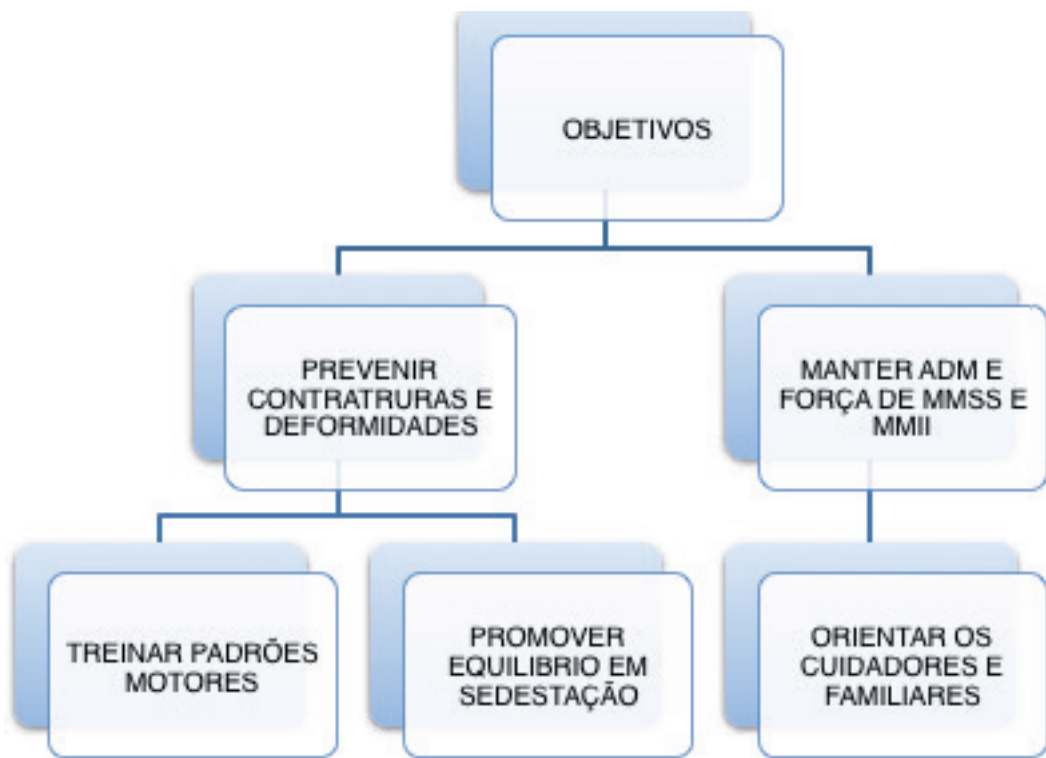 OBJETIVOS
PREVENIR
CONTRATRURAS E
DEFORMIDADES
MANTER ADM E
FORÇA DE MMSS E
MMII
TREINAR PADRÕES
MOTORES
PROMOVER
EQUILIBRIO EM
SEDESTAÇÃO
ORIENTAR OS
CUIDADORES E
FAMILIARES